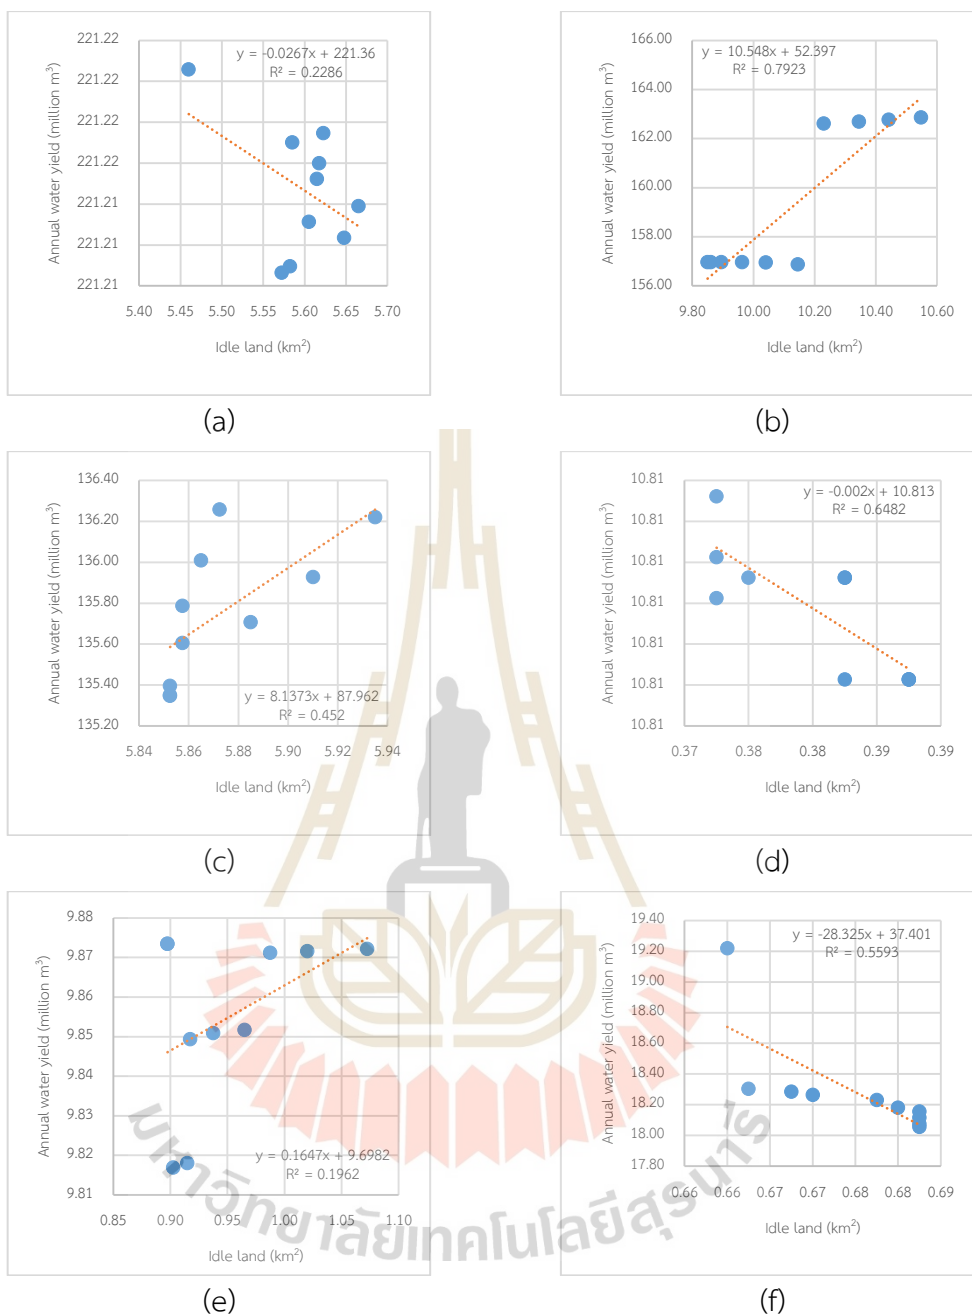 221.22
221.22
221.22
221.22
221.21
221.21
221.21
5.40 5.45 5.50 5.55 5.60 5.65 5.70
Annual water yield (million m³)
Idle land (km²)
y = -0.0267x + 221.36
R² = 0.2286
(a)
166.00
164.00
162.00
160.00
157.00
156.00
9.80 10.00 10.20 10.40 10.60
Annual water yield (million m³)
Idle land (km²)
y = 10.548x + 52.397
R² = 0.7923
(b)
136.40
136.20
136.00
135.80
135.60
135.40
135.20
5.84 5.86 5.88 5.90 5.92 5.94
Annual water yield (million m³)
Idle land (km²)
y = 8.1373x + 87.962
R² = 0.452
(c)
10.81
10.81
10.81
10.81
10.81
10.81
10.81
0.37 0.38 0.38 0.39 0.39
Annual water yield (million m³)
Idle land (km²)
y = -0.002x + 10.813
R² = 0.6482
(d)
9.88
9.87
9.86
9.85
9.84
9.83
9.82
9.81
0.85 0.90 0.95 1.00 1.05 1.10
Annual water yield (million m³)
Idle land (km²)
y = 0.1647x + 9.6982
R² = 0.1962
(e)
19.40
19.20
19.00
18.80
18.60
18.40
18.20
18.00
17.80
0.66 0.66 0.67 0.67 0.68 0.68 0.69
Annual water yield (million m³)
Idle land (km²)
y = -28.325x + 37.401
R² = 0.5593
(f)
มหาวิทยาลัยเทคโนโลยีสุรนารี